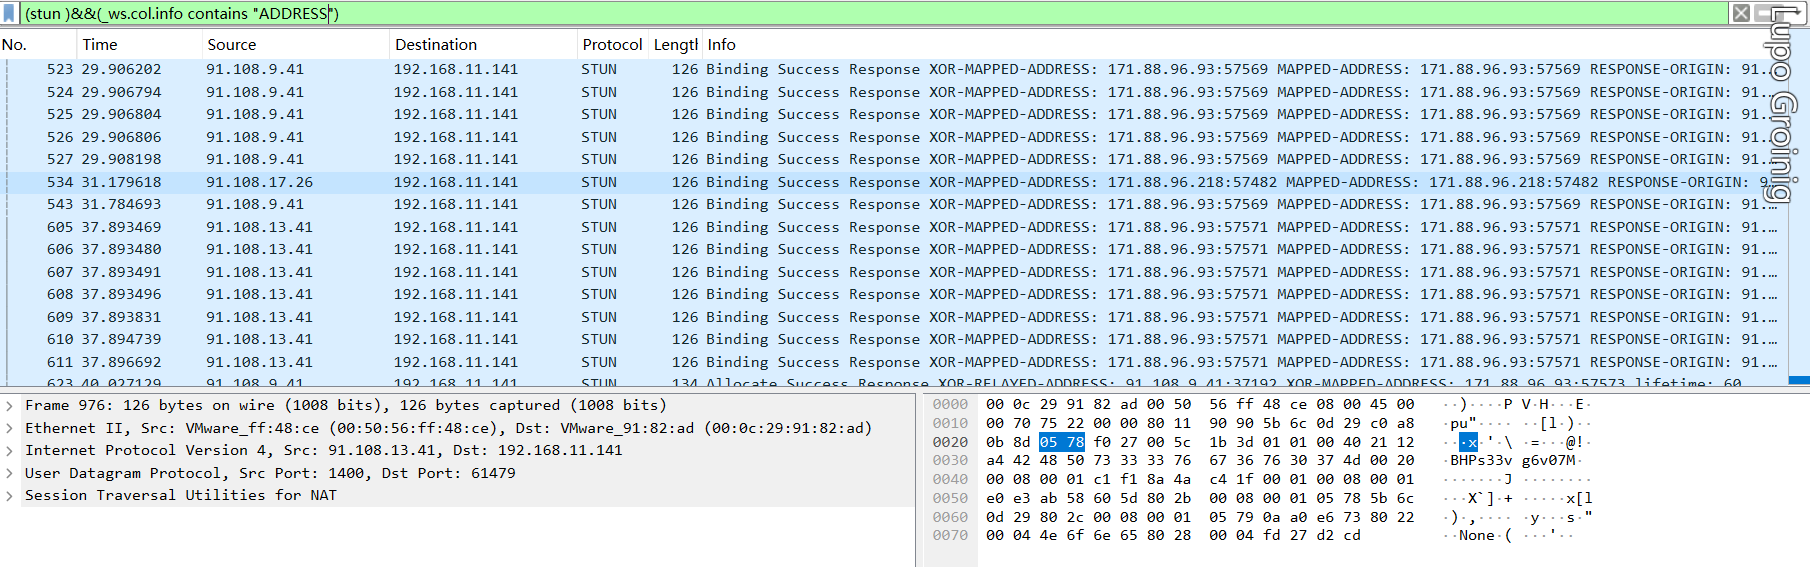 (stun )&&(_ws.col.info contains "ADDRESS")
No. Time Source Destination Protocol Length Info
523 29.906202 91.108.9.41 192.168.11.141 STUN 126 Binding Success Response XOR-MAPPED-ADDRESS: 171.88.96.93:57569 MAPPED-ADDRESS: 171.88.96.93:57569 RESPONSE-ORIGIN: 91.…
524 29.906794 91.108.9.41 192.168.11.141 STUN 126 Binding Success Response XOR-MAPPED-ADDRESS: 171.88.96.93:57569 MAPPED-ADDRESS: 171.88.96.93:57569 RESPONSE-ORIGIN: 91.…
525 29.906804 91.108.9.41 192.168.11.141 STUN 126 Binding Success Response XOR-MAPPED-ADDRESS: 171.88.96.93:57569 MAPPED-ADDRESS: 171.88.96.93:57569 RESPONSE-ORIGIN: 91.…
526 29.906806 91.108.9.41 192.168.11.141 STUN 126 Binding Success Response XOR-MAPPED-ADDRESS: 171.88.96.93:57569 MAPPED-ADDRESS: 171.88.96.93:57569 RESPONSE-ORIGIN: 91.…
527 29.908198 91.108.9.41 192.168.11.141 STUN 126 Binding Success Response XOR-MAPPED-ADDRESS: 171.88.96.93:57569 MAPPED-ADDRESS: 171.88.96.93:57569 RESPONSE-ORIGIN: 91.…
534 31.179618 91.108.17.26 192.168.11.141 STUN 126 Binding Success Response XOR-MAPPED-ADDRESS: 171.88.96.218:57482 MAPPED-ADDRESS: 171.88.96.218:57482 RESPONSE-ORIGIN: 9…
543 31.784693 91.108.9.41 192.168.11.141 STUN 126 Binding Success Response XOR-MAPPED-ADDRESS: 171.88.96.93:57569 MAPPED-ADDRESS: 171.88.96.93:57569 RESPONSE-ORIGIN: 91.…
605 37.893469 91.108.13.41 192.168.11.141 STUN 126 Binding Success Response XOR-MAPPED-ADDRESS: 171.88.96.93:57571 MAPPED-ADDRESS: 171.88.96.93:57571 RESPONSE-ORIGIN: 91.…
606 37.893480 91.108.13.41 192.168.11.141 STUN 126 Binding Success Response XOR-MAPPED-ADDRESS: 171.88.96.93:57571 MAPPED-ADDRESS: 171.88.96.93:57571 RESPONSE-ORIGIN: 91.…
607 37.893491 91.108.13.41 192.168.11.141 STUN 126 Binding Success Response XOR-MAPPED-ADDRESS: 171.88.96.93:57571 MAPPED-ADDRESS: 171.88.96.93:57571 RESPONSE-ORIGIN: 91.…
608 37.893496 91.108.13.41 192.168.11.141 STUN 126 Binding Success Response XOR-MAPPED-ADDRESS: 171.88.96.93:57571 MAPPED-ADDRESS: 171.88.96.93:57571 RESPONSE-ORIGIN: 91.…
609 37.893831 91.108.13.41 192.168.11.141 STUN 126 Binding Success Response XOR-MAPPED-ADDRESS: 171.88.96.93:57571 MAPPED-ADDRESS: 171.88.96.93:57571 RESPONSE-ORIGIN: 91.…
610 37.894739 91.108.13.41 192.168.11.141 STUN 126 Binding Success Response XOR-MAPPED-ADDRESS: 171.88.96.93:57571 MAPPED-ADDRESS: 171.88.96.93:57571 RESPONSE-ORIGIN: 91.…
611 37.896692 91.108.13.41 192.168.11.141 STUN 126 Binding Success Response XOR-MAPPED-ADDRESS: 171.88.96.93:57571 MAPPED-ADDRESS: 171.88.96.93:57571 RESPONSE-ORIGIN: 91.…
623 40.027129 91.108.9.41 192.168.11.141 STUN 134 Allocate Success Response XOR-RELAYED-ADDRESS: 91.108.9.41:37192 XOR-MAPPED-ADDRESS: 171.88.96.93:57573 lifetime: 60
Lupo Groinig
Frame 976: 126 bytes on wire (1008 bits), 126 bytes captured (1008 bits)
Ethernet II, Src: VMware_ff:48:ce (00:50:56:ff:48:ce), Dst: VMware_91:82:ad (00:0c:29:91:82:ad)
Internet Protocol Version 4, Src: 91.108.13.41, Dst: 192.168.11.141
User Datagram Protocol, Src Port: 1400, Dst Port: 61479
Session Traversal Utilities for NAT
0000 00 0c 29 91 82 ad 00 50 56 ff 48 ce 08 00 45 00 ··)····P V·H···E·
0010 00 70 75 22 00 00 80 11 90 90 5b 6c 0d 29 c0 a8 ·pu"···· ··[l·)··
0020 0b 8d 05 78 f0 27 00 5c 1b 3d 01 01 00 40 21 12 ···x·'·\ ·=···@!·
0030 a4 42 48 50 73 33 33 76 67 36 76 30 37 4d 00 20 ·BHPs33v g6v07M· 
0040 00 08 00 01 c1 f1 8a 4a c4 1f 00 01 00 08 00 01 ·······J ········
0050 e0 e3 ab 58 60 5d 80 2b 00 08 00 01 05 78 5b 6c ···X`]·+ ·····x[l
0060 0d 29 80 2c 00 08 00 01 05 79 0a a0 e6 73 80 22 ·)·,···· ·y···s·"
0070 00 04 4e 6f 6e 65 80 28 00 04 fd 27 d2 cd ··None·( ···'··